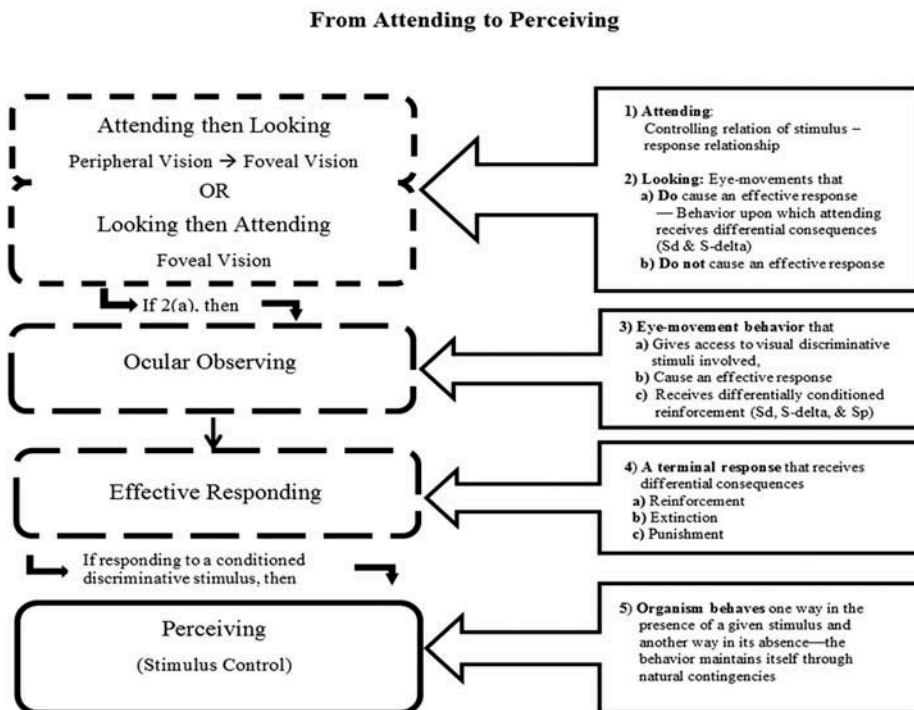 From Attending to Perceiving
Attending then Looking
Peripheral Vision → Foveal Vision
OR
Looking then Attending
Foveal Vision
If 2(a), then
Ocular Observing
Effective Responding
If responding to a conditioned
discriminative stimulus, then
Perceiving
(Stimulus Control)
1) Attending:
Controlling relation of stimulus –
response relationship
2) Looking: Eye-movements that
a) Do cause an effective response
— Behavior upon which attending
receives differential consequences
(Sd & S-delta)
b) Do not cause an effective response
3) Eye-movement behavior that
a) Gives access to visual discriminative
stimuli involved,
b) Cause an effective response
c) Receives differentially conditioned
reinforcement (Sd, S-delta, & Sp)
4) A terminal response that receives
differential consequences
a) Reinforcement
b) Extinction
c) Punishment
5) Organism behaves one way in the
presence of a given stimulus and
another way in its absence—the
behavior maintains itself through
natural contingencies